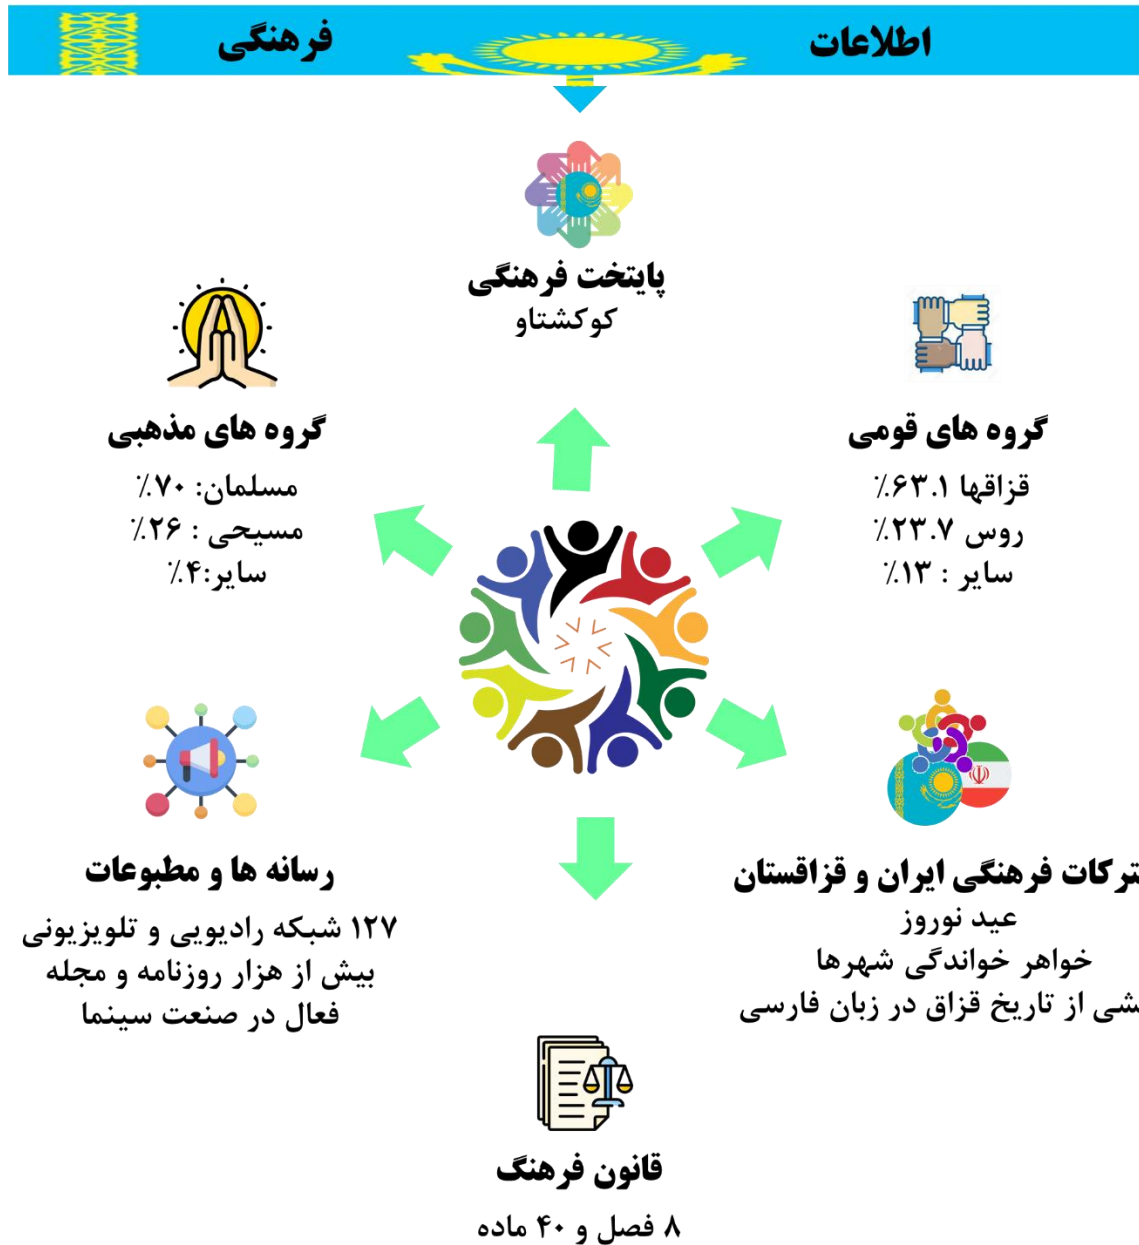 اطلاعات فرهنگی
پایتخت فرهنگی
کوکشتاو
گروه های قومی
قزاقها ۶۳.۱٪
روس ۲۳.۷٪
سایر : ۱۳٪
گروه های مذهبی
مسلمان: ۷۰٪
مسیحی : ۲۶٪
سایر:۴٪
فرهنگی ایران و قزاقستان
عید نوروز
خواهر خواندگی شهرها
از تاریخ قزاق در زبان فارسی
رسانه ها و مطبوعات
۱۲۷ شبکه رادیویی و تلویزیونی
بیش از هزار روزنامه و مجله
فعال در صنعت سینما
قانون فرهنگ
۸ فصل و ۴۰ ماده